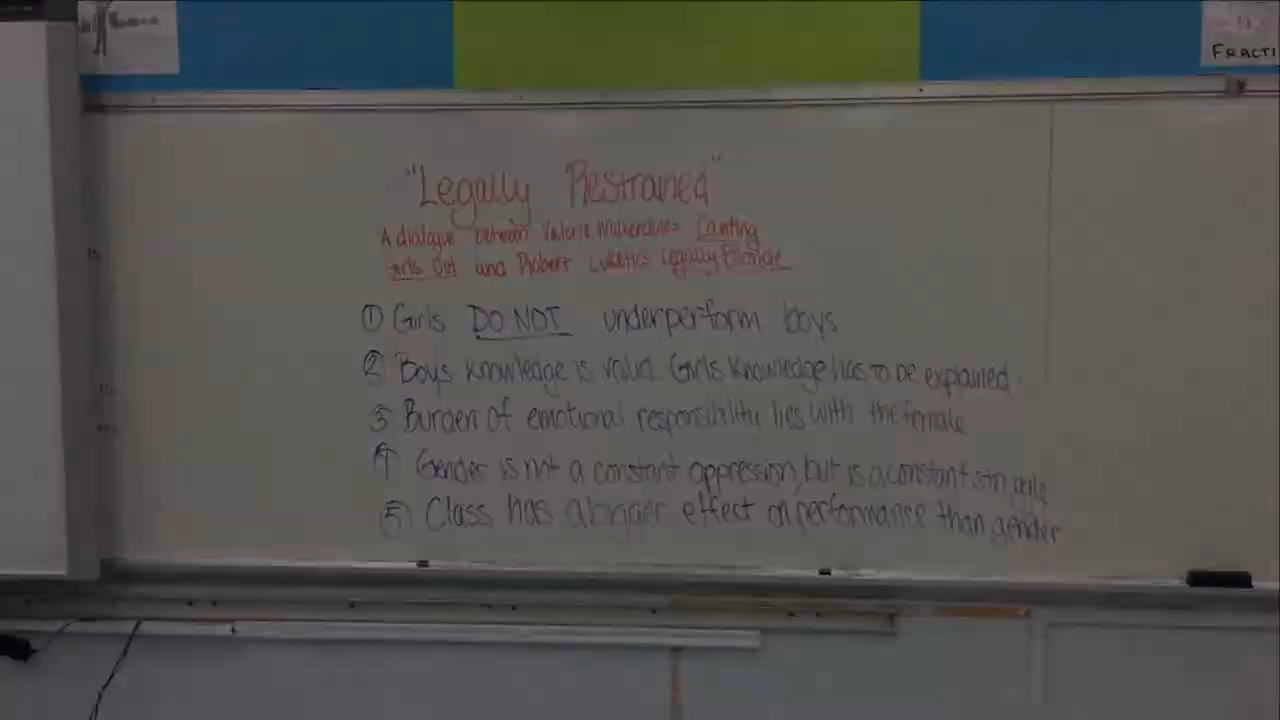 FRACTI
"Legally Restrained"
A dialogue between Valerie Walkerdine's Counting
Girls Out and Robert Luketic's Legally Blonde
① Girls DO NOT underperform boys
② Boys knowledge is valid. Girls knowledge has to be explained.
③ Burden of emotional responsibility lies with the female
④ Gender is not a constant oppression, but is a constant struggle
⑤ Class has a bigger effect on performance than gender